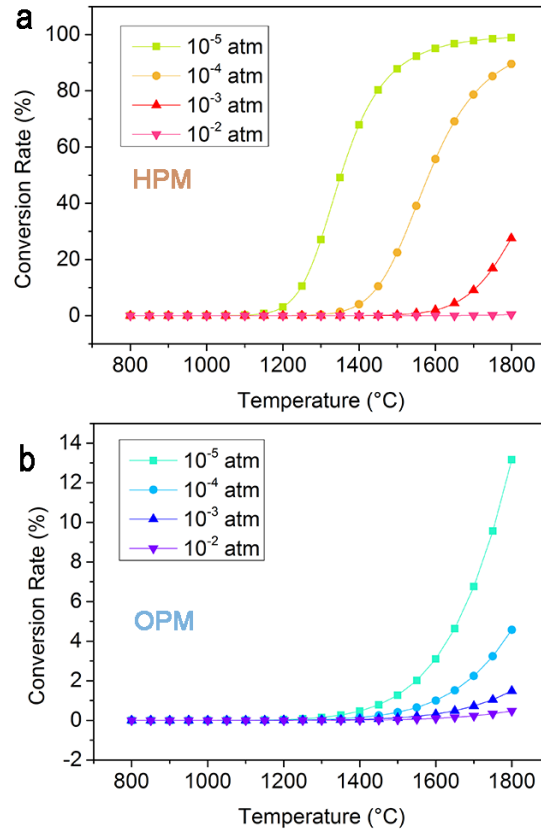 a
100
80
60
40
20
0
Conversion Rate (%)
10⁻⁵ atm
10⁻⁴ atm
10⁻³ atm
10⁻² atm
HPM
800 1000 1200 1400 1600 1800
Temperature (°C)
b
14
12
10
8
6
4
2
0
-2
Conversion Rate (%)
10⁻⁵ atm
10⁻⁴ atm
10⁻³ atm
10⁻² atm
OPM
800 1000 1200 1400 1600 1800
Temperature (°C)